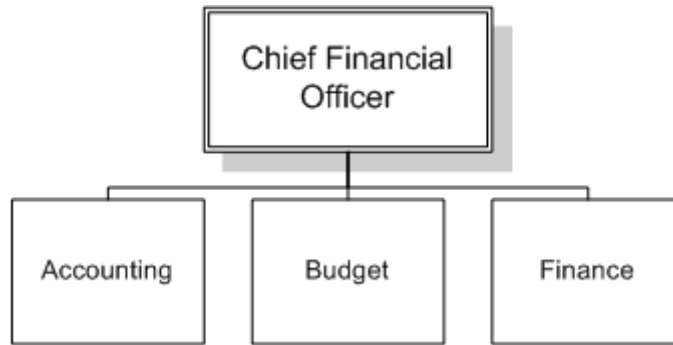 Chief Financial
Officer
Accounting
Budget
Finance